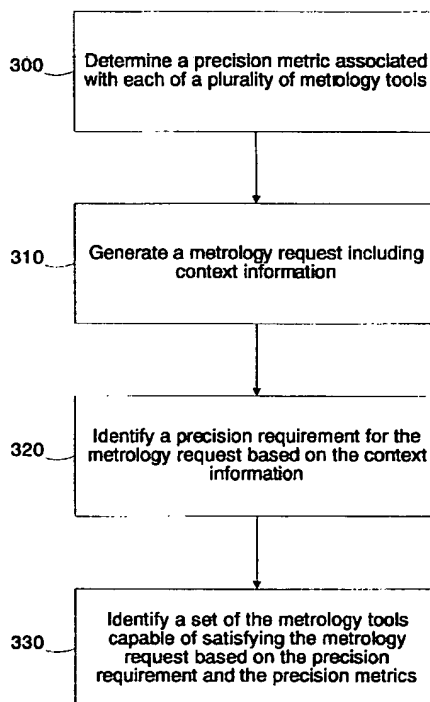 300
Determine a precision metric associated
with each of a plurality of metrology tools
310
Generate a metrology request including
context information
320
Identify a precision requirement for the
metrology request based on the context
information
330
Identify a set of the metrology tools
capable of satisfying the metrology
request based on the precision
requirement and the precision metrics